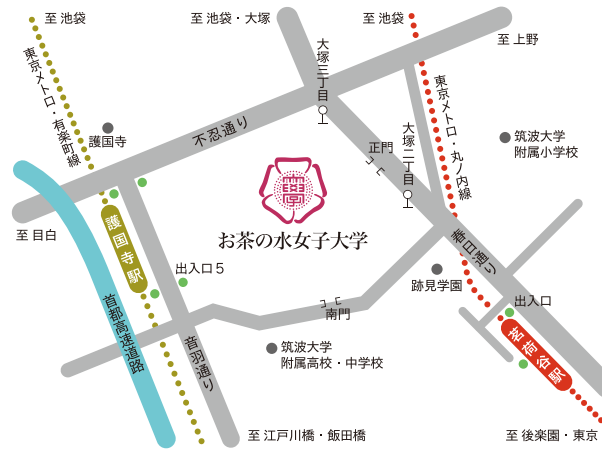 至 池袋
至 池袋・大塚
至 池袋
至 上野
東京メトロ・有楽町線
大塚三丁目
東京メトロ・丸ノ内線
護国寺
不忍通り
大塚二丁目
正門
筑波大学
附属小学校
至 目白
護国寺駅
お茶の水女子大学
春日通り
出入口5
跡見学園
首都高速道路
出入口
南門
茗荷谷駅
音羽通り
筑波大学
附属高校・中学校
至 江戸川橋・飯田橋
至 後楽園・東京